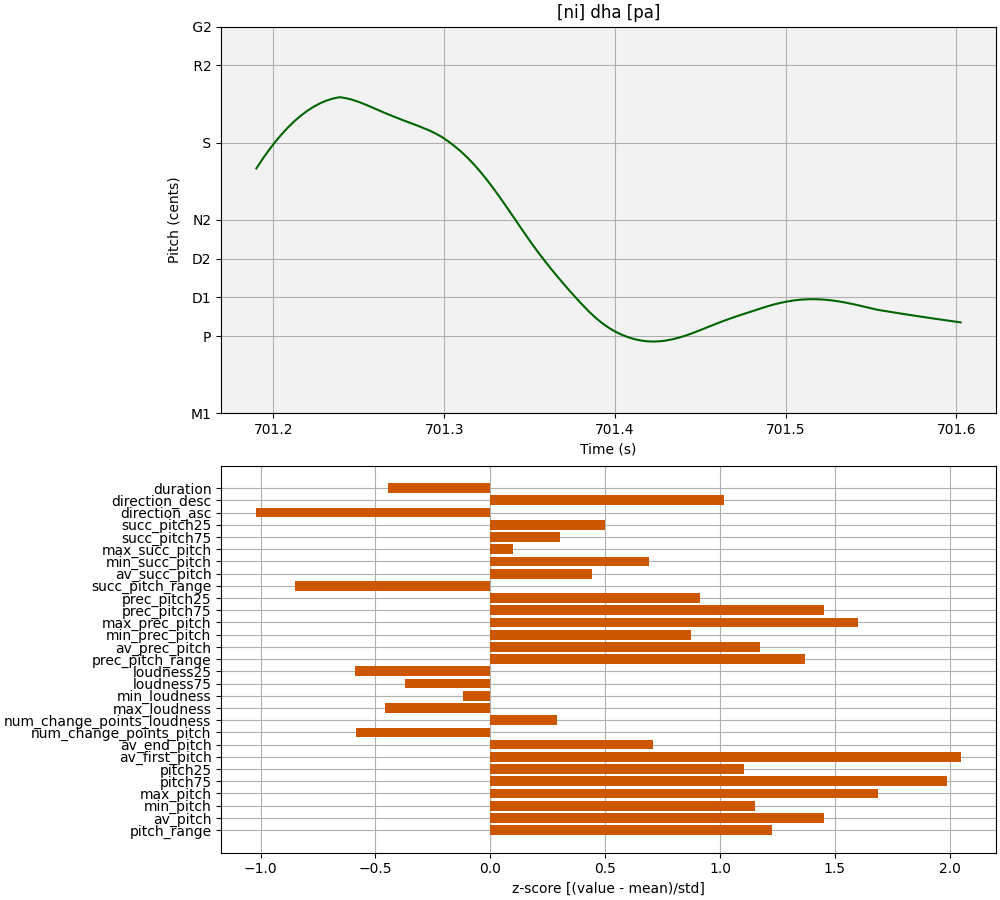 [ni] dha [pa]
G2
R2
S
N2
D2
D1
P
M1
Pitch (cents)
701.2 701.3 701.4 701.5 701.6
Time (s)
duration
direction_desc
direction_asc
succ_pitch25
succ_pitch75
max_succ_pitch
min_succ_pitch
av_succ_pitch
succ_pitch_range
prec_pitch25
prec_pitch75
max_prec_pitch
min_prec_pitch
av_prec_pitch
prec_pitch_range
loudness25
loudness75
min_loudness
max_loudness
num_change_points_loudness
num_change_points_pitch
av_end_pitch
av_first_pitch
pitch25
pitch75
max_pitch
min_pitch
av_pitch
pitch_range
−1.0 −0.5 0.0 0.5 1.0 1.5 2.0
z-score [(value - mean)/std]